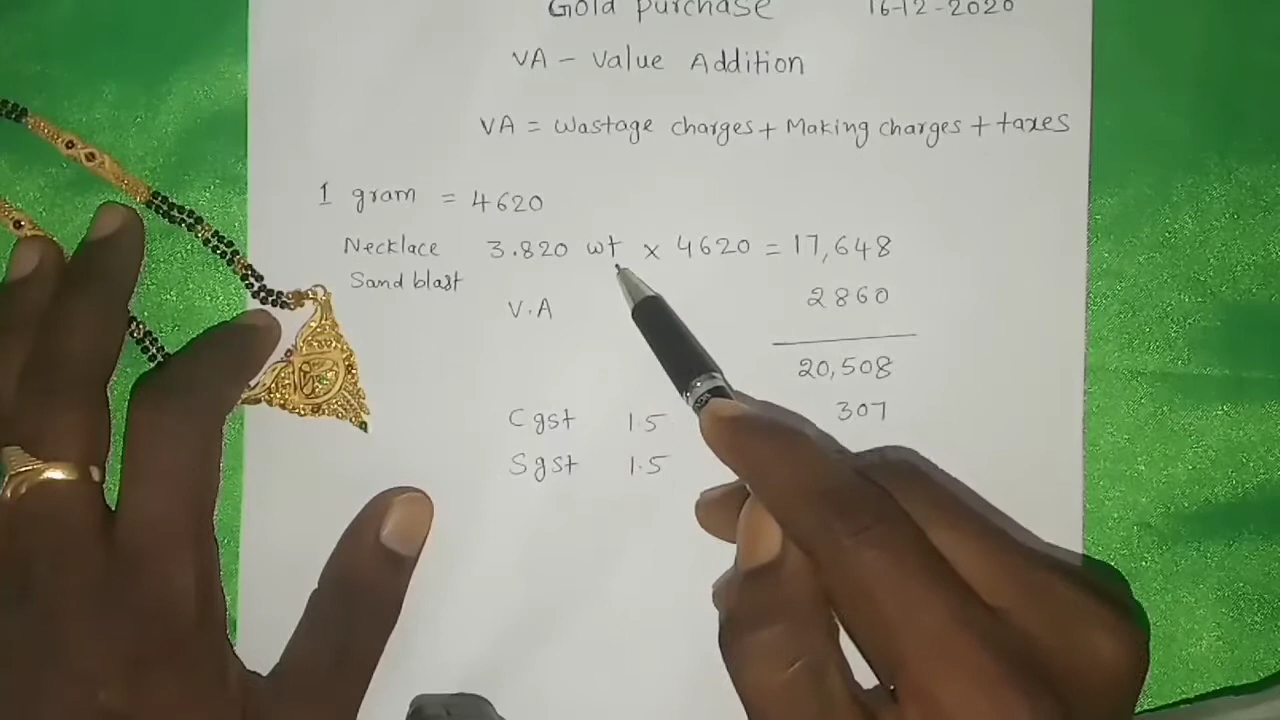 Gold Purchase 16-12-2020
VA - Value Addition
VA = Wastage charges + Making charges + taxes
1 gram = 4620
Necklace 3.820 wt x 4620 = 17,648
Sand blast
V.A 2860
20,508
Cgst 1.5 307
Sgst 1.5